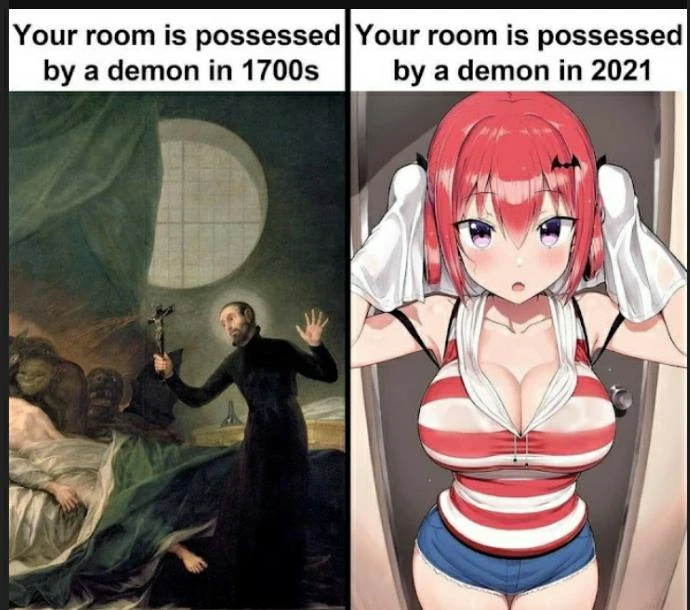 Your room is possessed
by a demon in 1700s
Your room is possessed
by a demon in 2021